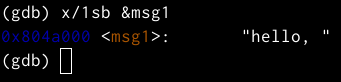 (gdb) x/1sb &msg1
0x804a000 <msg1>:        "hello, "
(gdb)